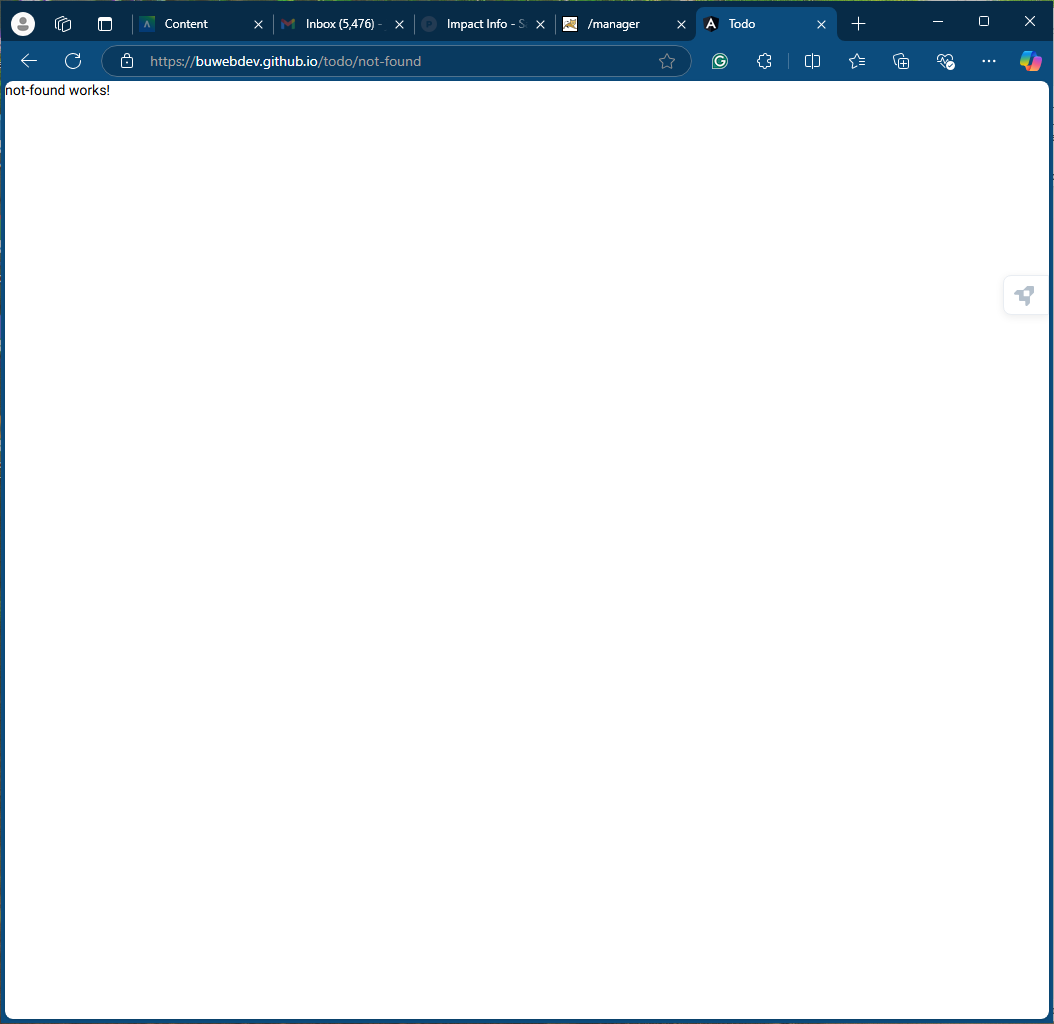 Content
Inbox (5,476) -
Impact Info - S
/manager
Todo
https://buwebdev.github.io/todo/not-found
not-found works!